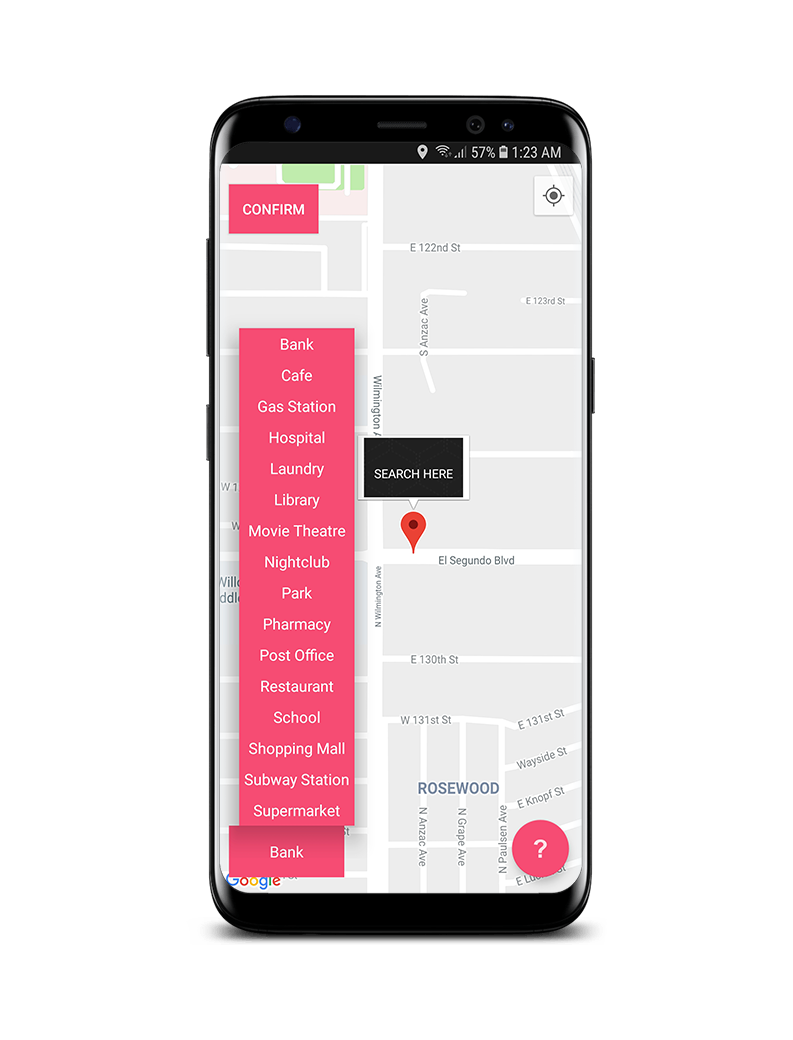 57% 1:23 AM
CONFIRM
E 122nd St
E 123rd St
S Anzac Ave
Bank
Cafe
Gas Station
Hospital
Laundry
Library
Movie Theatre
Nightclub
Park
Pharmacy
Post Office
Restaurant
School
Shopping Mall
Subway Station
Supermarket
Bank
Wilmington A
SEARCH HERE
W 1
W
El Segundo Blvd
N Wilmington Ave
Willo
ddle
E 130th St
W 131st St
E 131st St
Wayside St
ROSEWOOD
E Knopf St
N Anzac Ave
N Grape Ave
N Paulsen Ave
St
?
Google